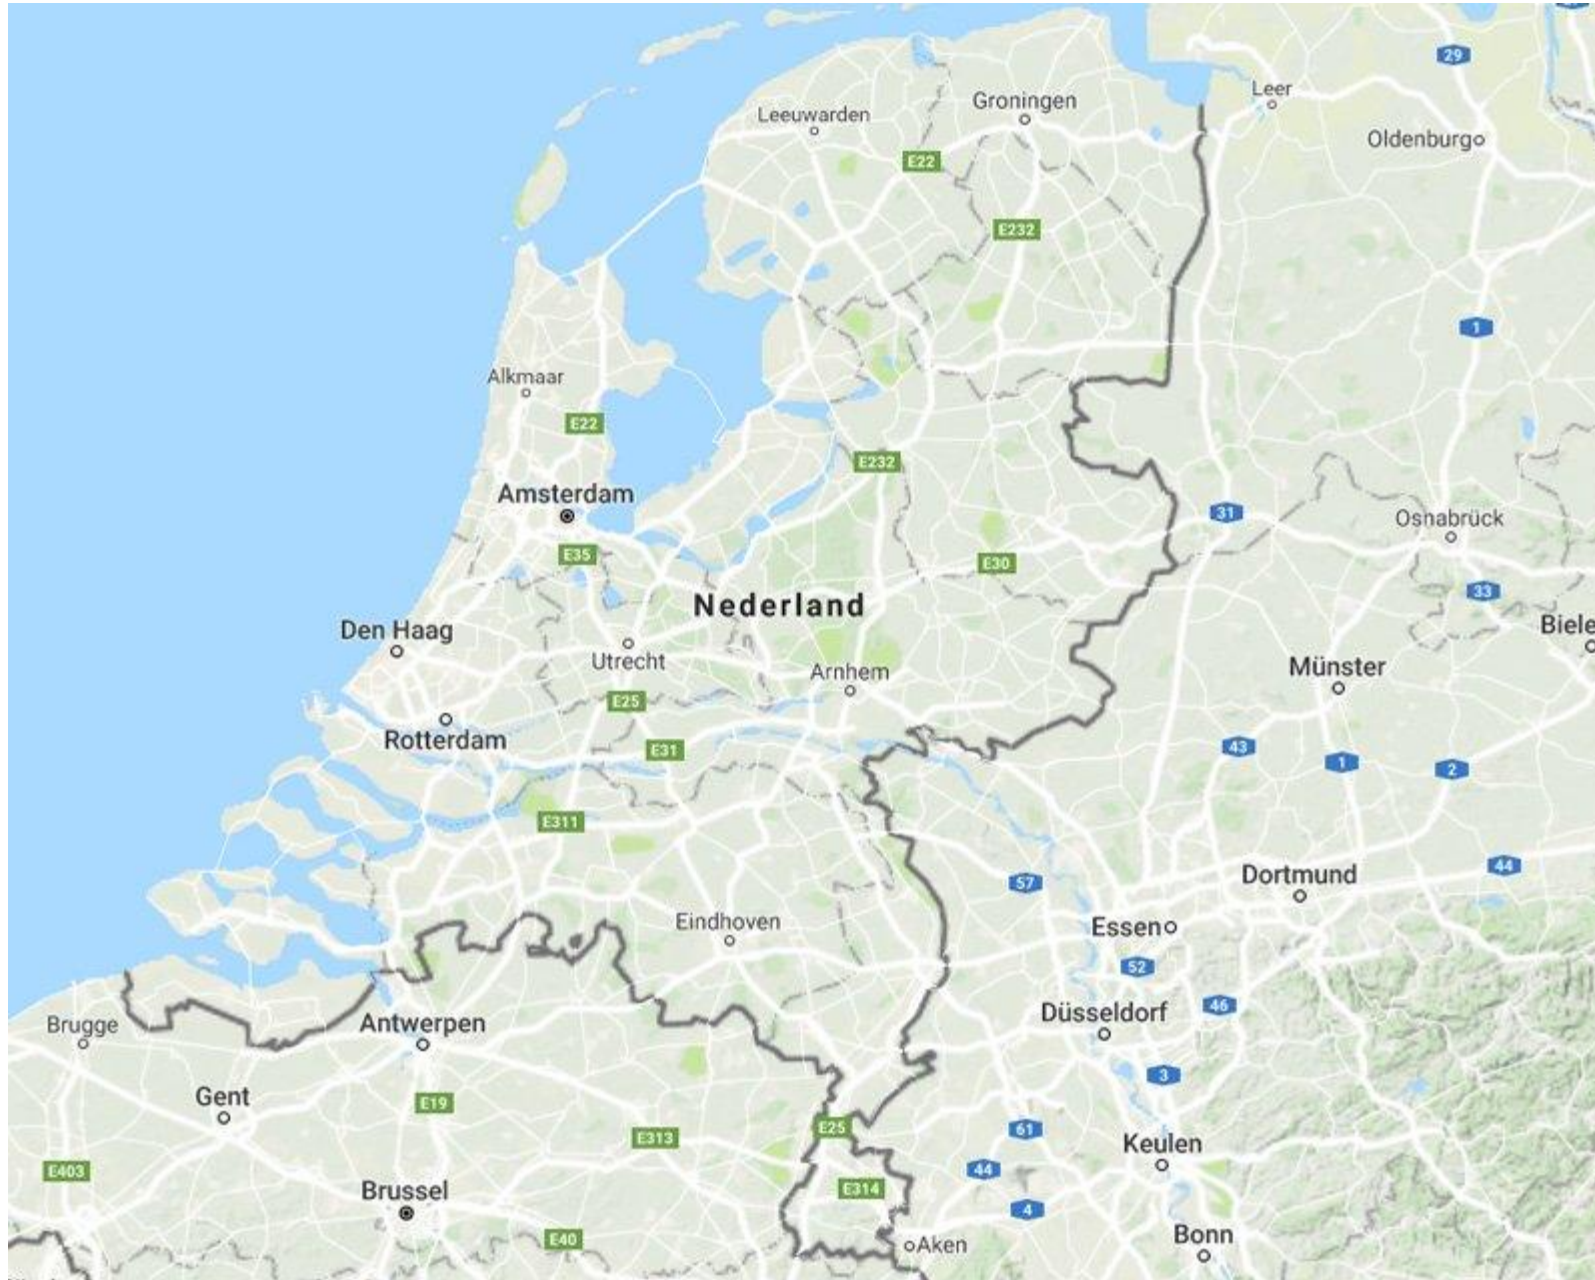 29
Leer
Groningen
Leeuwarden
Oldenburg
E22
E232
1
Alkmaar
E22
E232
Amsterdam
31
Osnabrück
E35
E30
33
Nederland
Den Haag
Biele
Utrecht
Arnhem
Münster
E25
Rotterdam
E31
43
1
2
E311
44
57
Dortmund
Eindhoven
Essen
52
46
Brugge
Antwerpen
Düsseldorf
3
Gent
E19
E25
61
E313
Keulen
E403
44
Brussel
E314
4
E40
Aken
Bonn